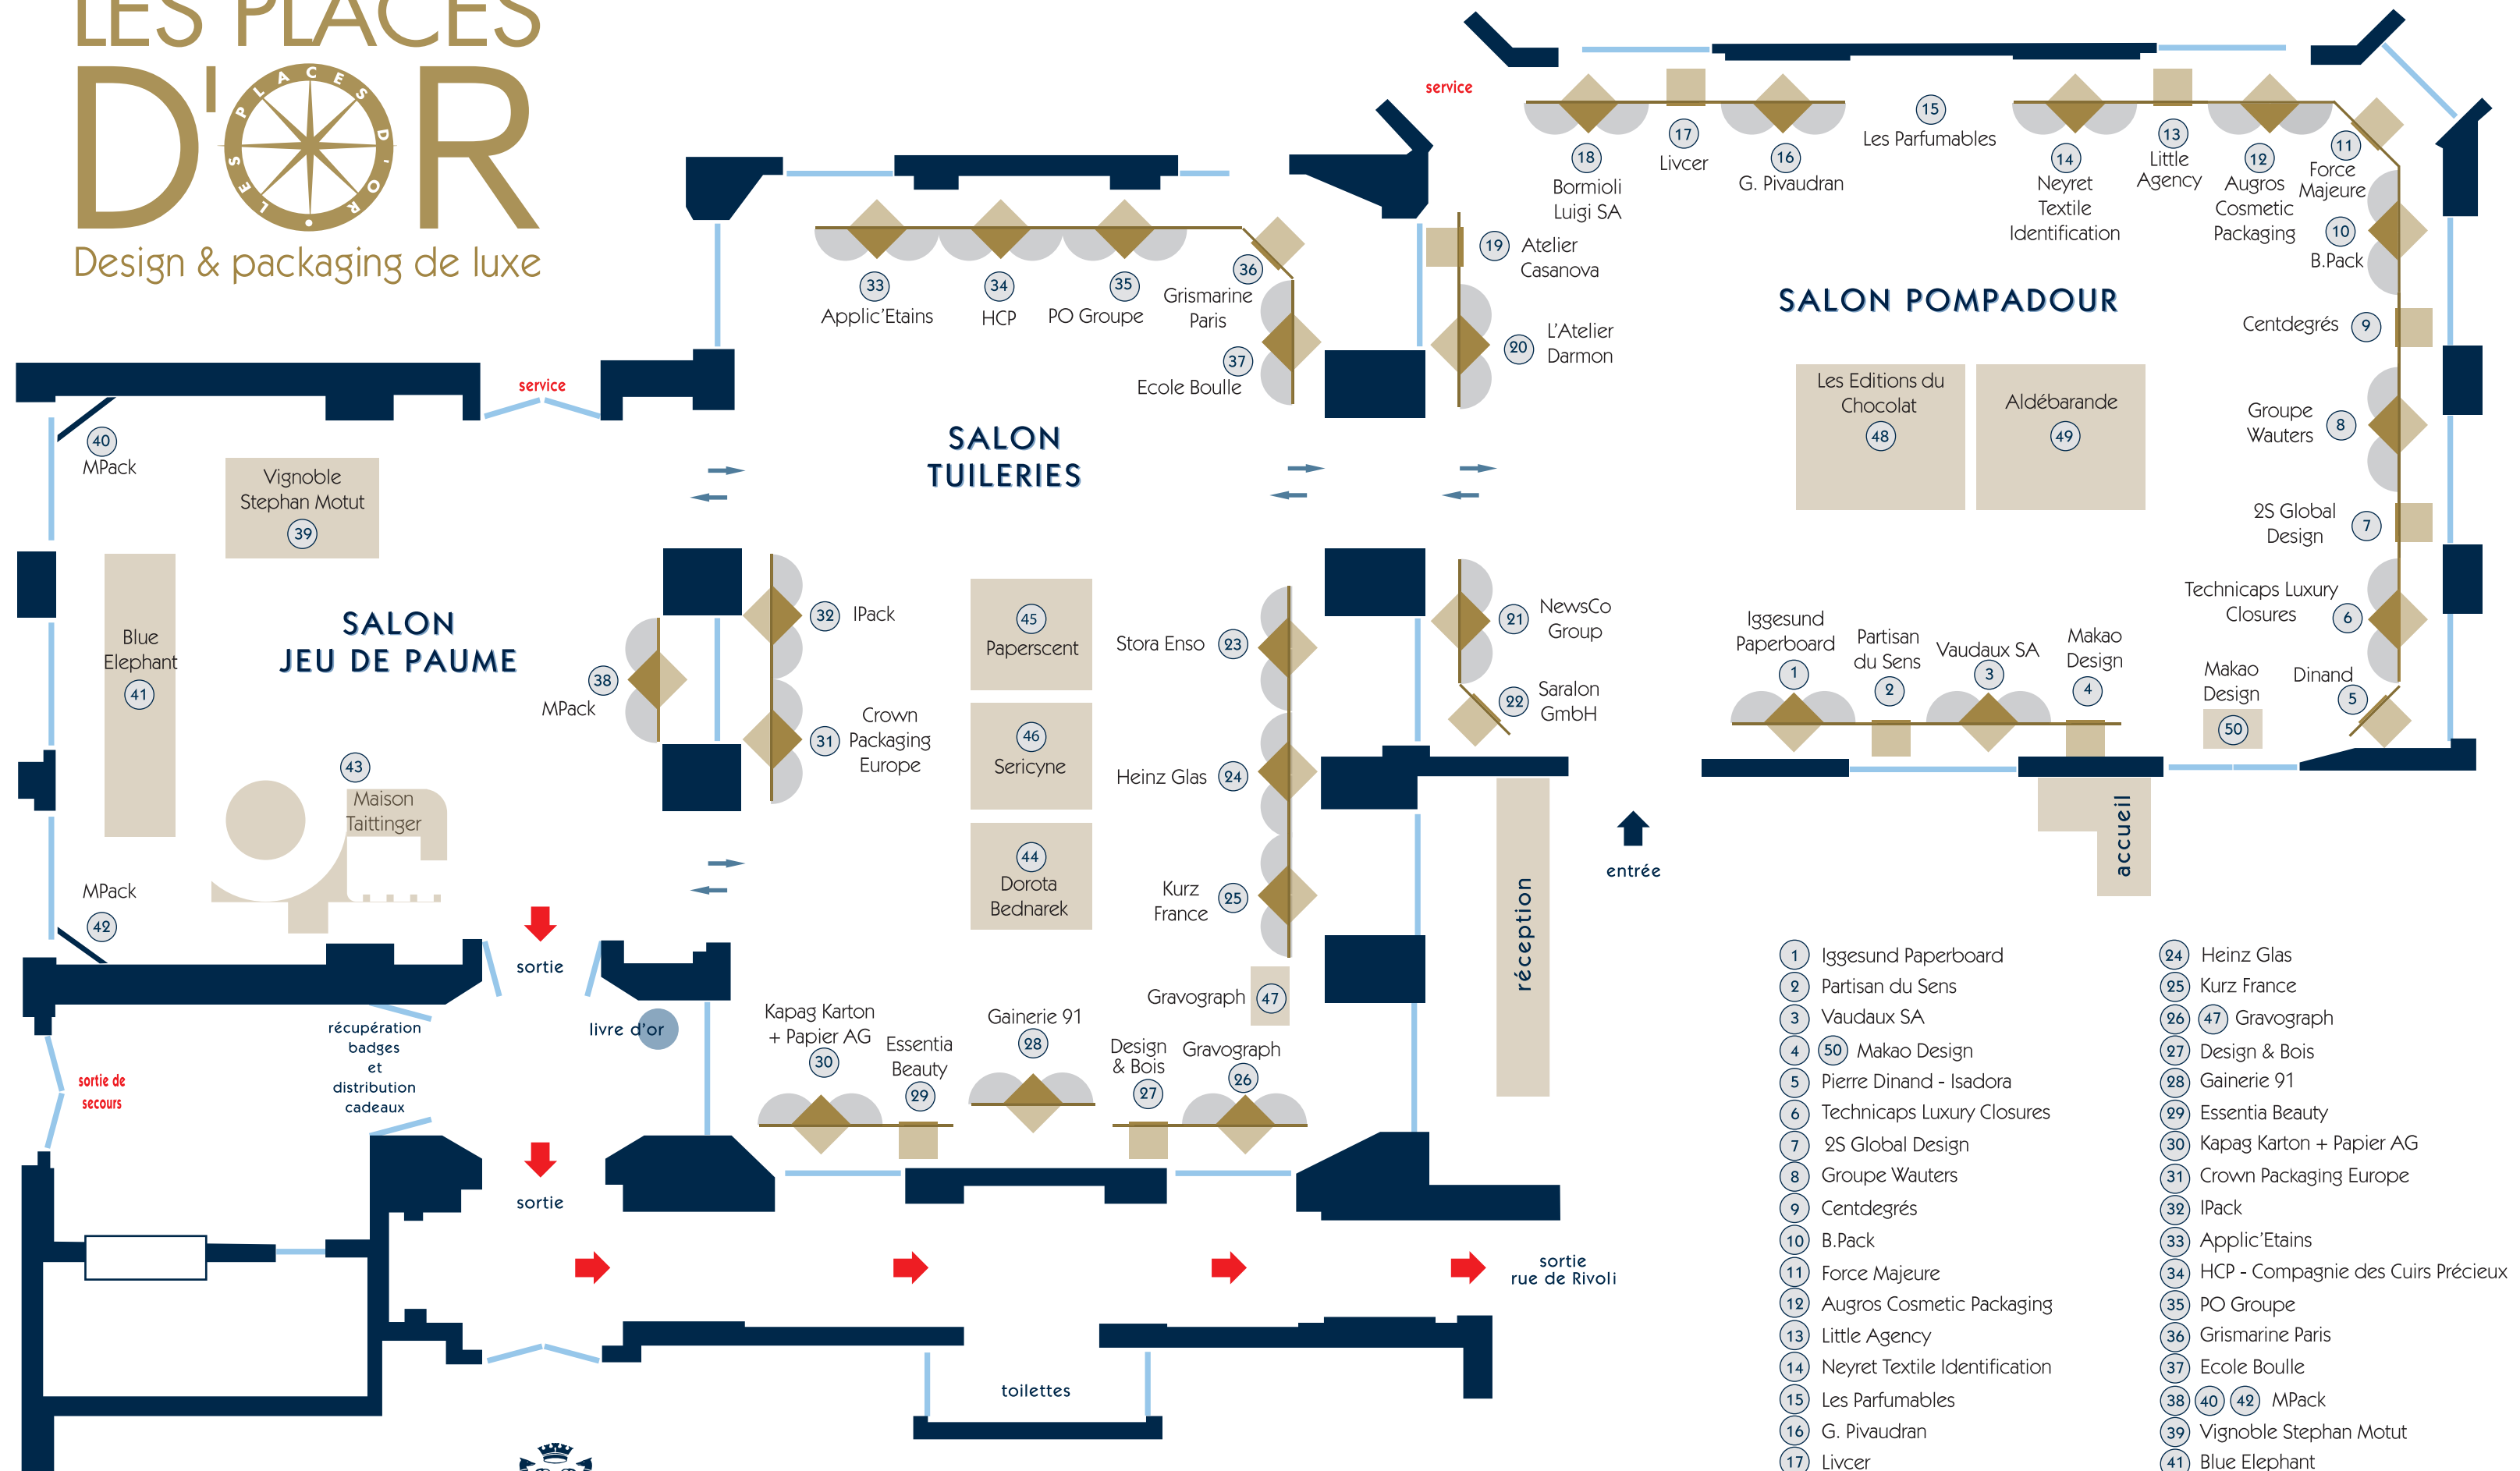 LES PLACES
D'OR
LES PLACES D'OR
Design & packaging de luxe
service
18
Bormioli
Luigi SA
17
Livcer
16
G. Pivaudran
15
Les Parfumables
14
Neyret
Textile
Identification
13
Little
Agency
12
Augros
Cosmetic
Packaging
11
Force
Majeure
10
B.Pack
19
Atelier
Casanova
20
L'Atelier
Darmon
SALON POMPADOUR
Centdegrés
9
Les Editions du
Chocolat
48
Aldébarande
49
Groupe
Wauters
8
2S Global
Design
7
Technicaps Luxury
Closures
6
Dinand
5
Makao
Design
50
Iggesund
Paperboard
1
Partisan
du Sens
2
Vaudaux SA
3
Makao
Design
4
21
NewsCo
Group
22
Saralon
GmbH
33
Applic'Etains
34
HCP
35
PO Groupe
36
Grismarine
Paris
37
Ecole Boulle
SALON
TUILERIES
32
IPack
31
Crown
Packaging
Europe
45
Paperscent
46
Sericyne
44
Dorota
Bednarek
Stora Enso
23
Heinz Glas
24
Kurz
France
25
Gravograph
47
Kapag Karton
+ Papier AG
30
Essentia
Beauty
29
Gainerie 91
28
Design
& Bois
27
Gravograph
26
service
40
MPack
Vignoble
Stephan Motut
39
SALON
JEU DE PAUME
Blue
Elephant
41
38
MPack
43
Maison
Taittinger
MPack
42
sortie
livre d'or
récupération
badges
et
distribution
cadeaux
sortie de
secours
sortie
sortie
rue de Rivoli
toilettes
réception
entrée
accueil
1 Iggesund Paperboard
2 Partisan du Sens
3 Vaudaux SA
4 50 Makao Design
5 Pierre Dinand - Isadora
6 Technicaps Luxury Closures
7 2S Global Design
8 Groupe Wauters
9 Centdegrés
10 B.Pack
11 Force Majeure
12 Augros Cosmetic Packaging
13 Little Agency
14 Neyret Textile Identification
15 Les Parfumables
16 G. Pivaudran
17 Livcer
24 Heinz Glas
25 Kurz France
26 47 Gravograph
27 Design & Bois
28 Gainerie 91
29 Essentia Beauty
30 Kapag Karton + Papier AG
31 Crown Packaging Europe
32 IPack
33 Applic'Etains
34 HCP - Compagnie des Cuirs Précieux
35 PO Groupe
36 Grismarine Paris
37 Ecole Boulle
38 40 42 MPack
39 Vignoble Stephan Motut
41 Blue Elephant